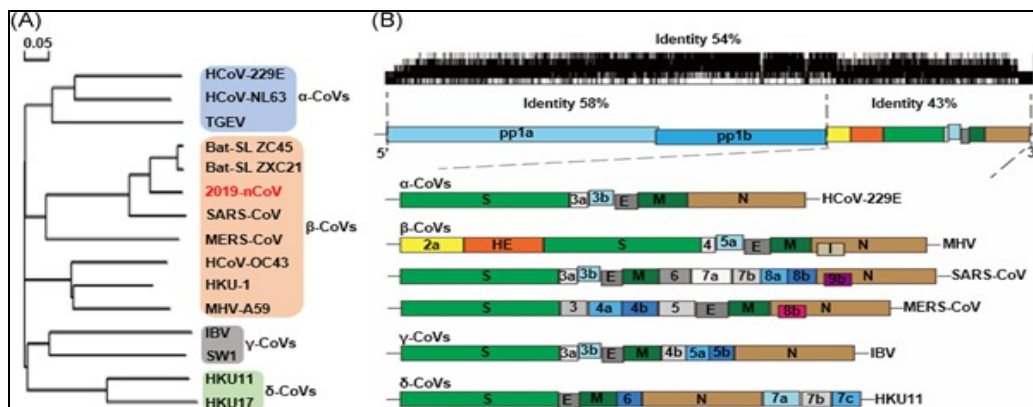 (A)
0.05
HCoV-229E
HCoV-NL63
TGEV
α-CoVs
Bat-SL ZC45
Bat-SL ZXC21
2019-nCoV
SARS-CoV
MERS-CoV
HCoV-OC43
HKU-1
MHV-A59
β-CoVs
IBV
SW1
γ-CoVs
HKU11
HKU17
δ-CoVs
(B)
Identity 54%
Identity 58% Identity 43%
pp1a pp1b
5' 3'
α-CoVs
S 3a 3b E M N HCoV-229E
β-CoVs
2a HE S 4 5a E M I N MHV
S 3a 3b E M 6 7a 7b 8a 8b 9b N SARS-CoV
S 3 4a 4b 5 E M 8b N MERS-CoV
γ-CoVs
S 3a 3b E M 4b 5a 5b N IBV
δ-CoVs
S E M 6 N 7a 7b 7c HKU11